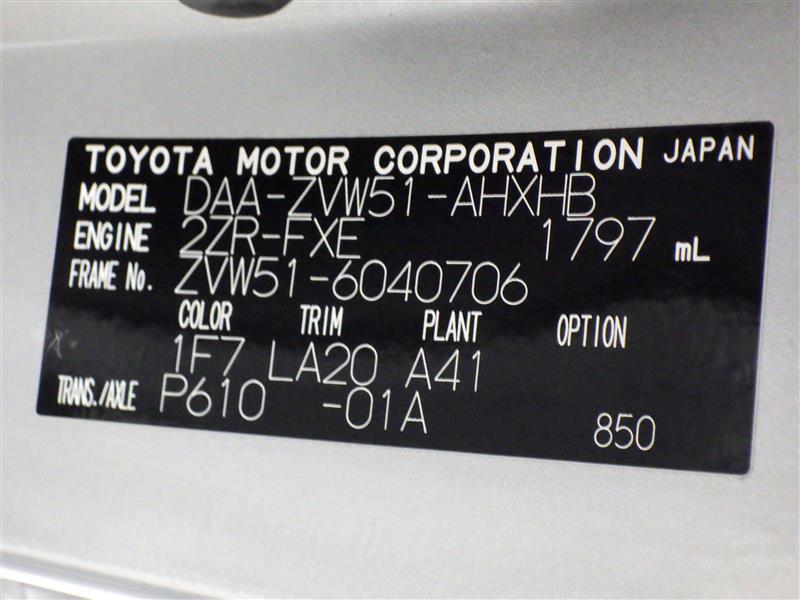 TOYOTA MOTOR CORPORATION JAPAN
MODEL DAA-ZVW51-AHXHB
ENGINE 2ZR-FXE 1797 mL
FRAME No. ZVW51-6040706
COLOR TRIM PLANT OPTION
1F7 LA20 A41
TRANS./AXLE P610 -01A
850